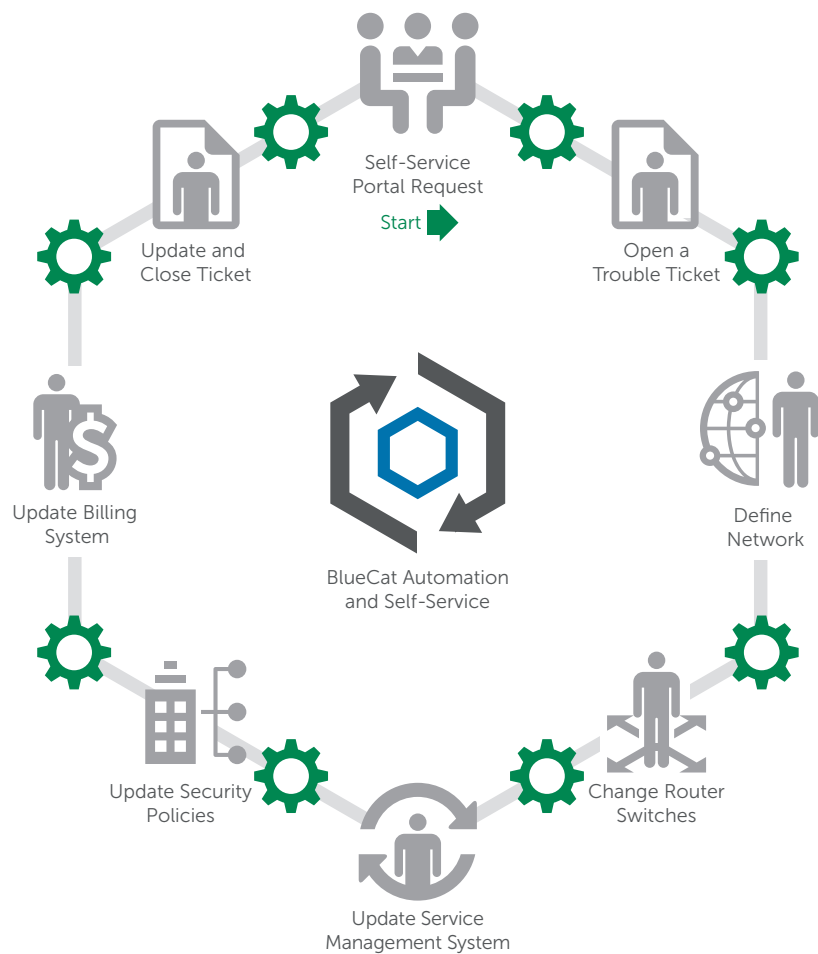 Self-Service
Portal Request
Start
Open a
Trouble Ticket
Define
Network
Change Router
Switches
Update Service
Management System
Update Security
Policies
Update Billing
System
$
Update and
Close Ticket
BlueCat Automation
and Self-Service